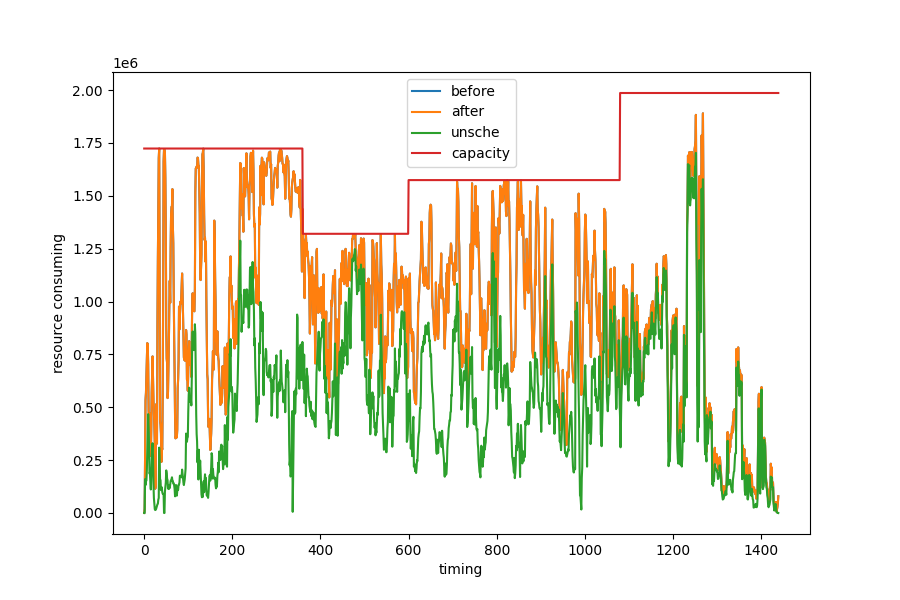 1e6
2.00
1.75
1.50
1.25
1.00
0.75
0.50
0.25
0.00
resource consuming
before
after
unsche
capacity
0 200 400 600 800 1000 1200 1400
timing